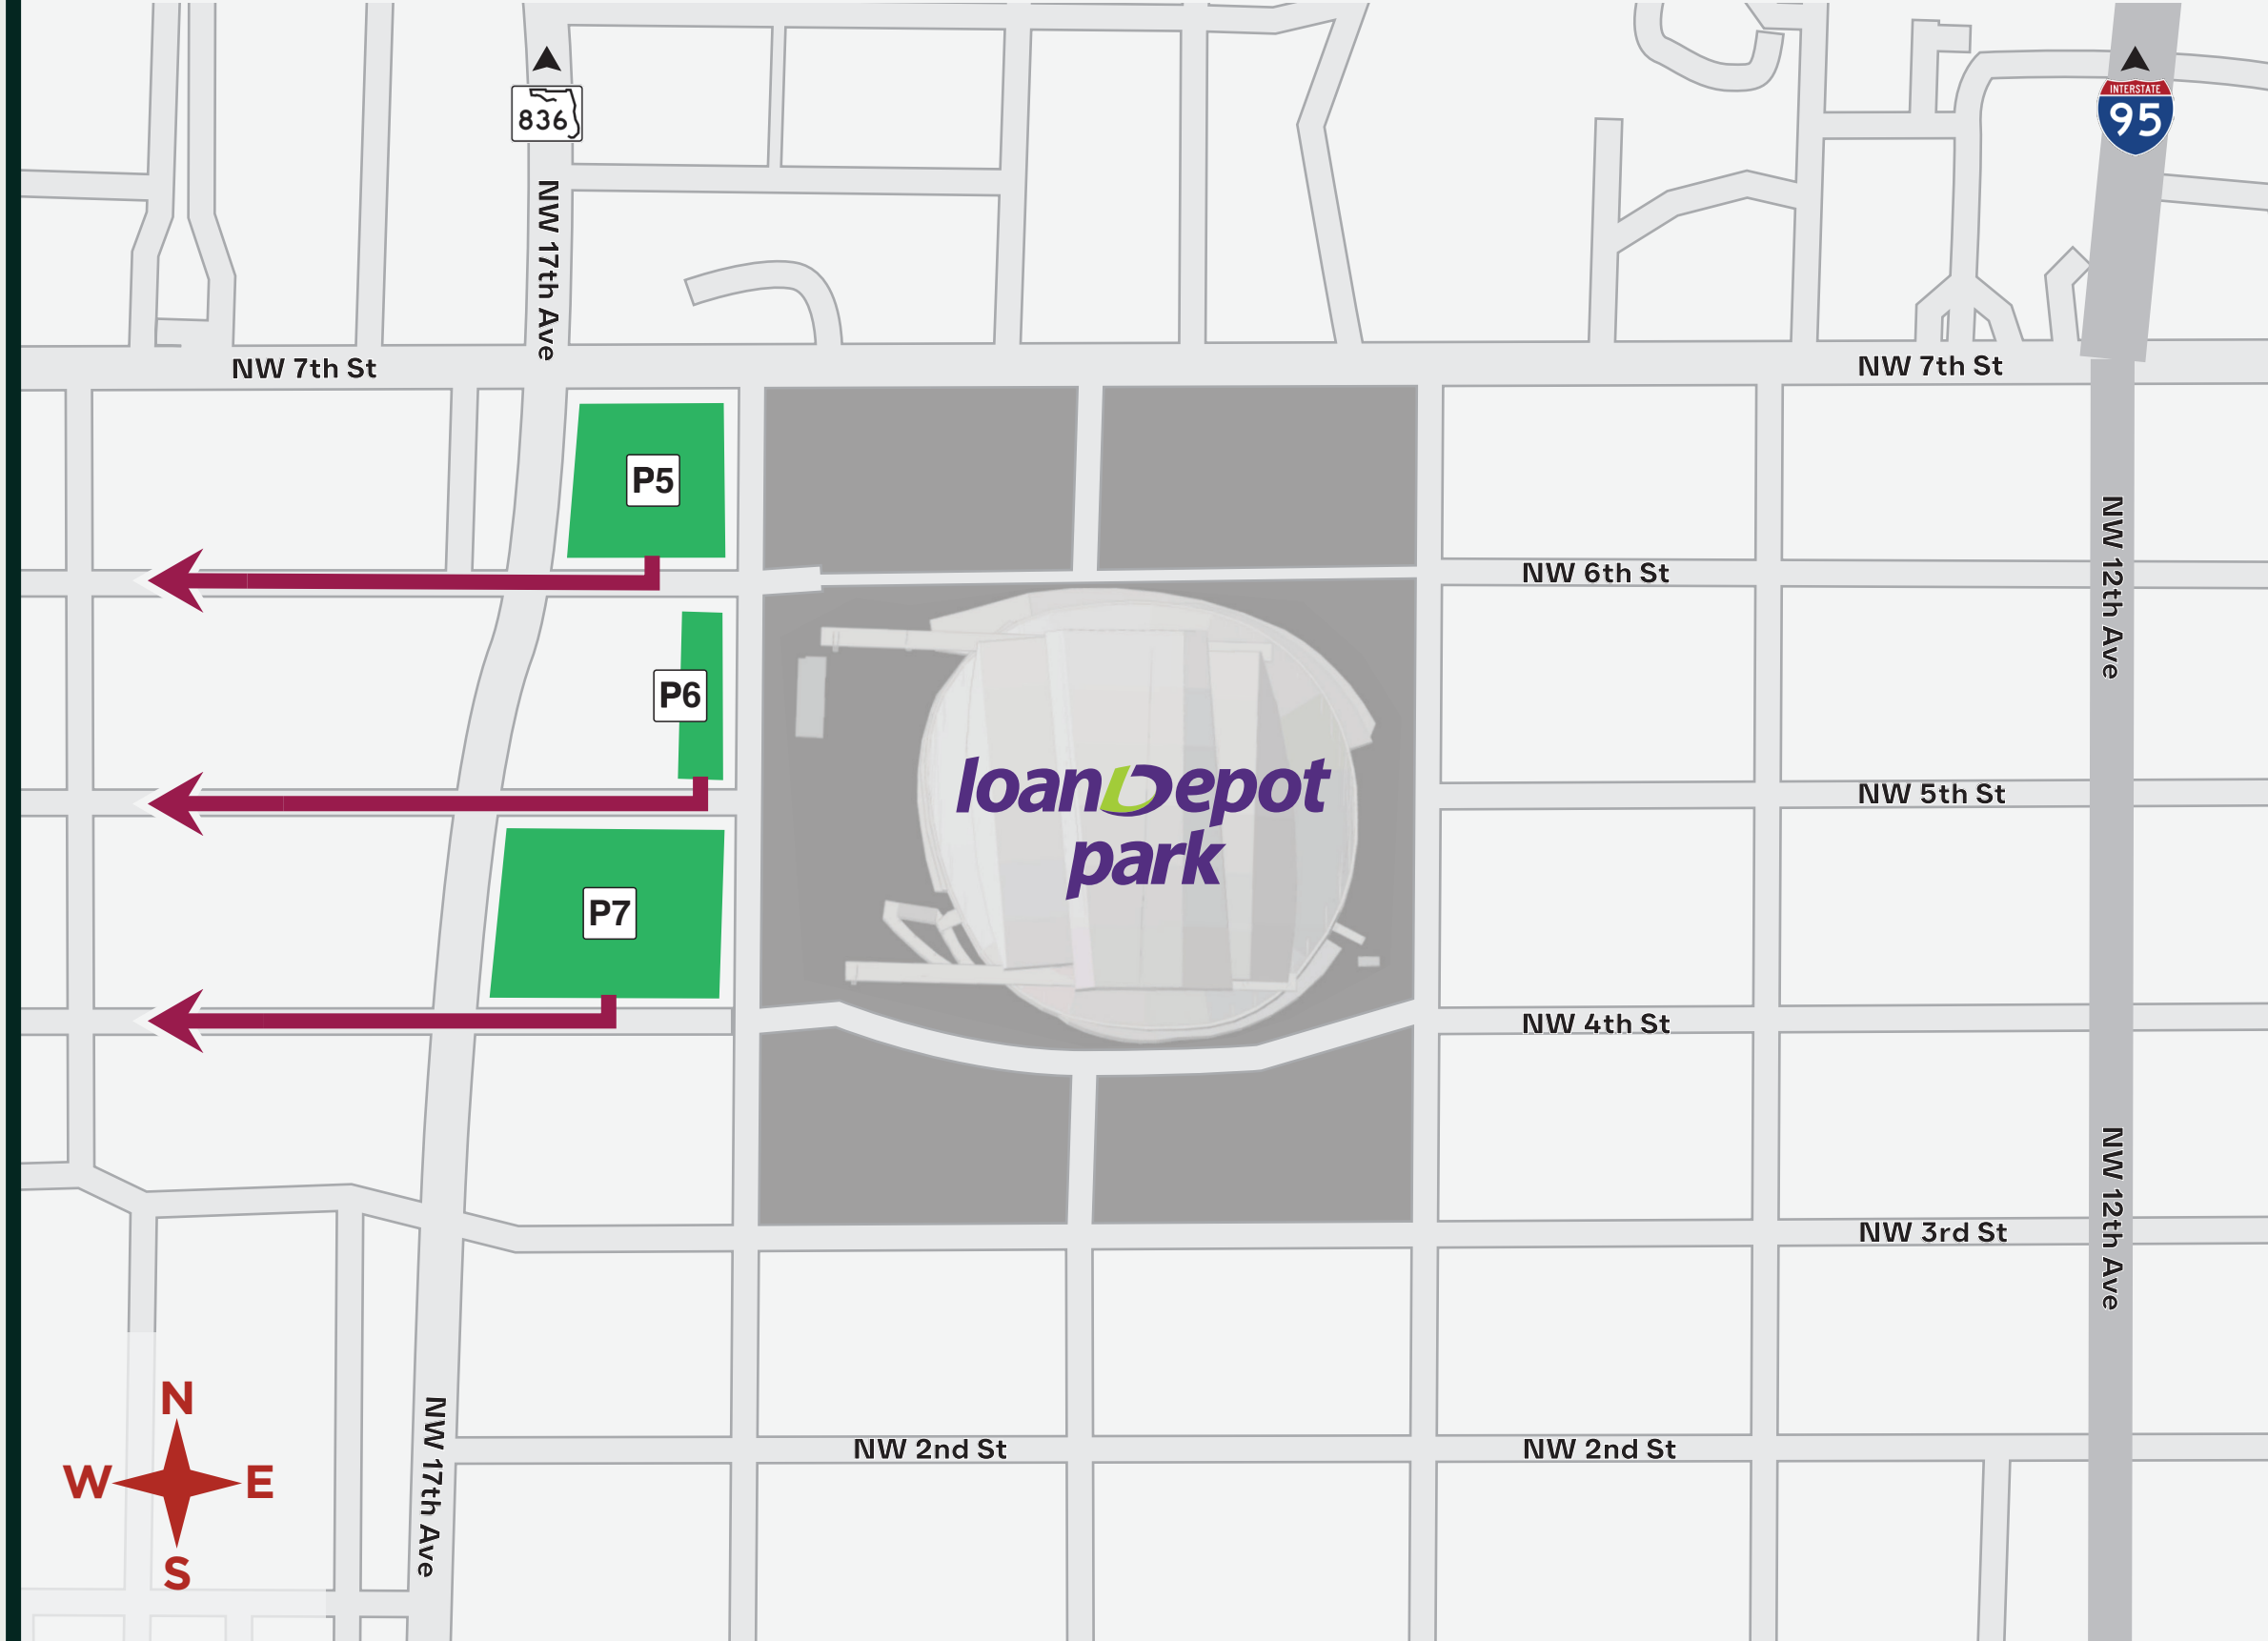 836
INTERSTATE
95
NW 17th Ave
NW 7th St
NW 7th St
P5
NW 6th St
NW 12th Ave
P6
loanDepot
park
NW 5th St
P7
NW 4th St
NW 12th Ave
NW 3rd St
N
W E
S
NW 17th Ave
NW 2nd St
NW 2nd St